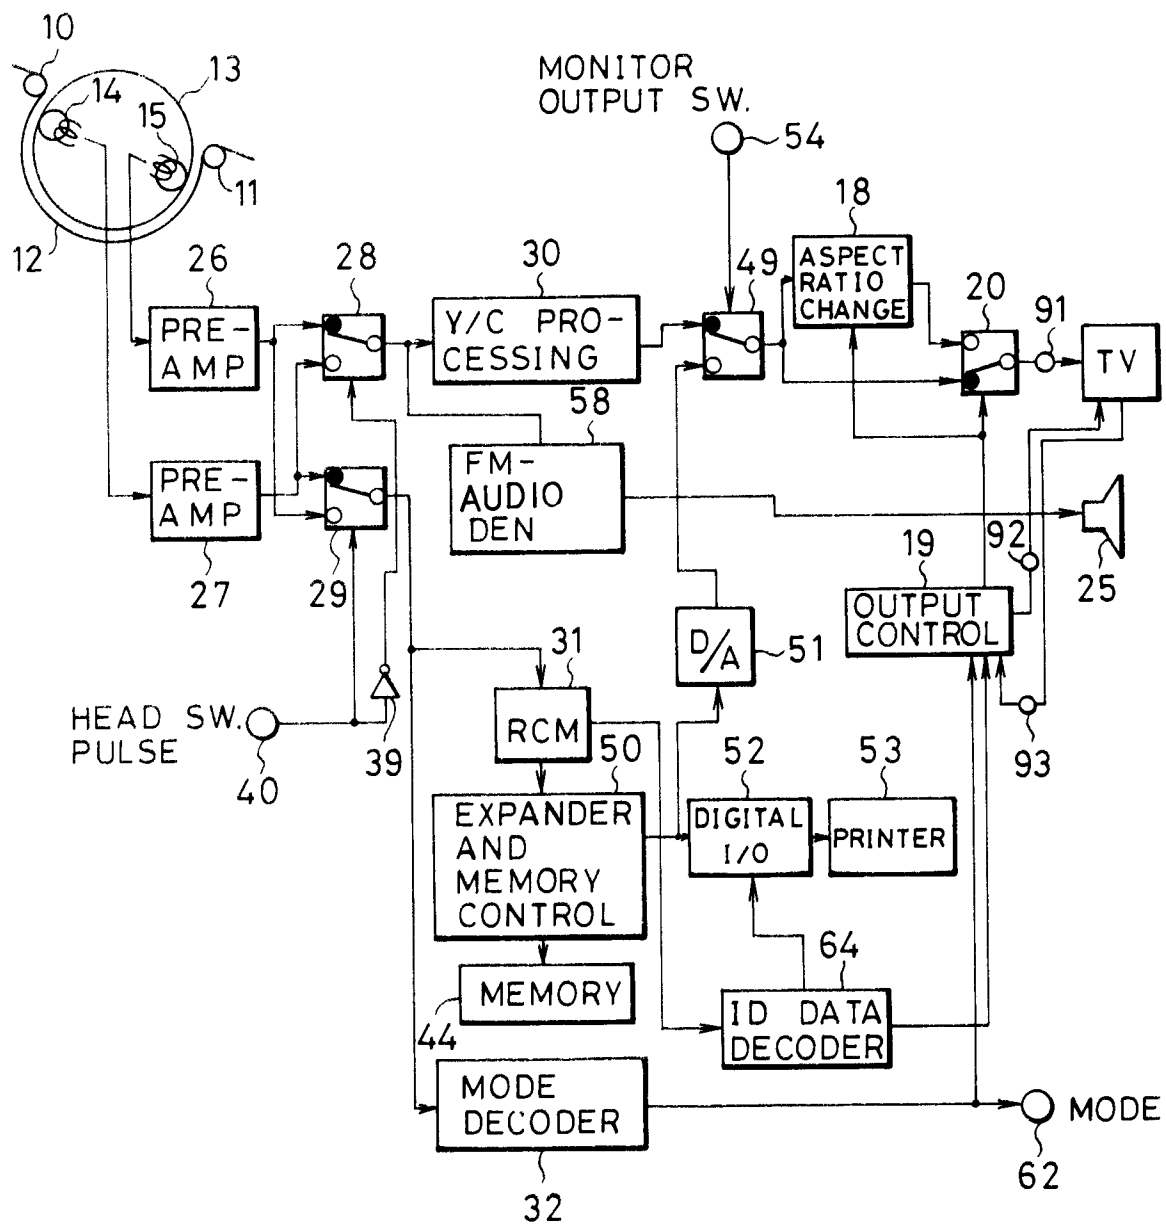 10
13
14
15
11
12
MONITOR
OUTPUT SW.
54
18
26
28
30
49
20
91
PRE-
AMP
Y/C PRO-
CESSING
ASPECT
RATIO
CHANGE
TV
58
PRE-
AMP
FM-
AUDIO
DEN
27
29
19
92
25
OUTPUT
CONTROL
D/A
51
31
HEAD SW.
PULSE
40
39
RCM
50
52
53
93
EXPANDER
AND
MEMORY
CONTROL
DIGITAL
I/O
PRINTER
64
MEMORY
44
ID DATA
DECODER
MODE
DECODER
MODE
62
32